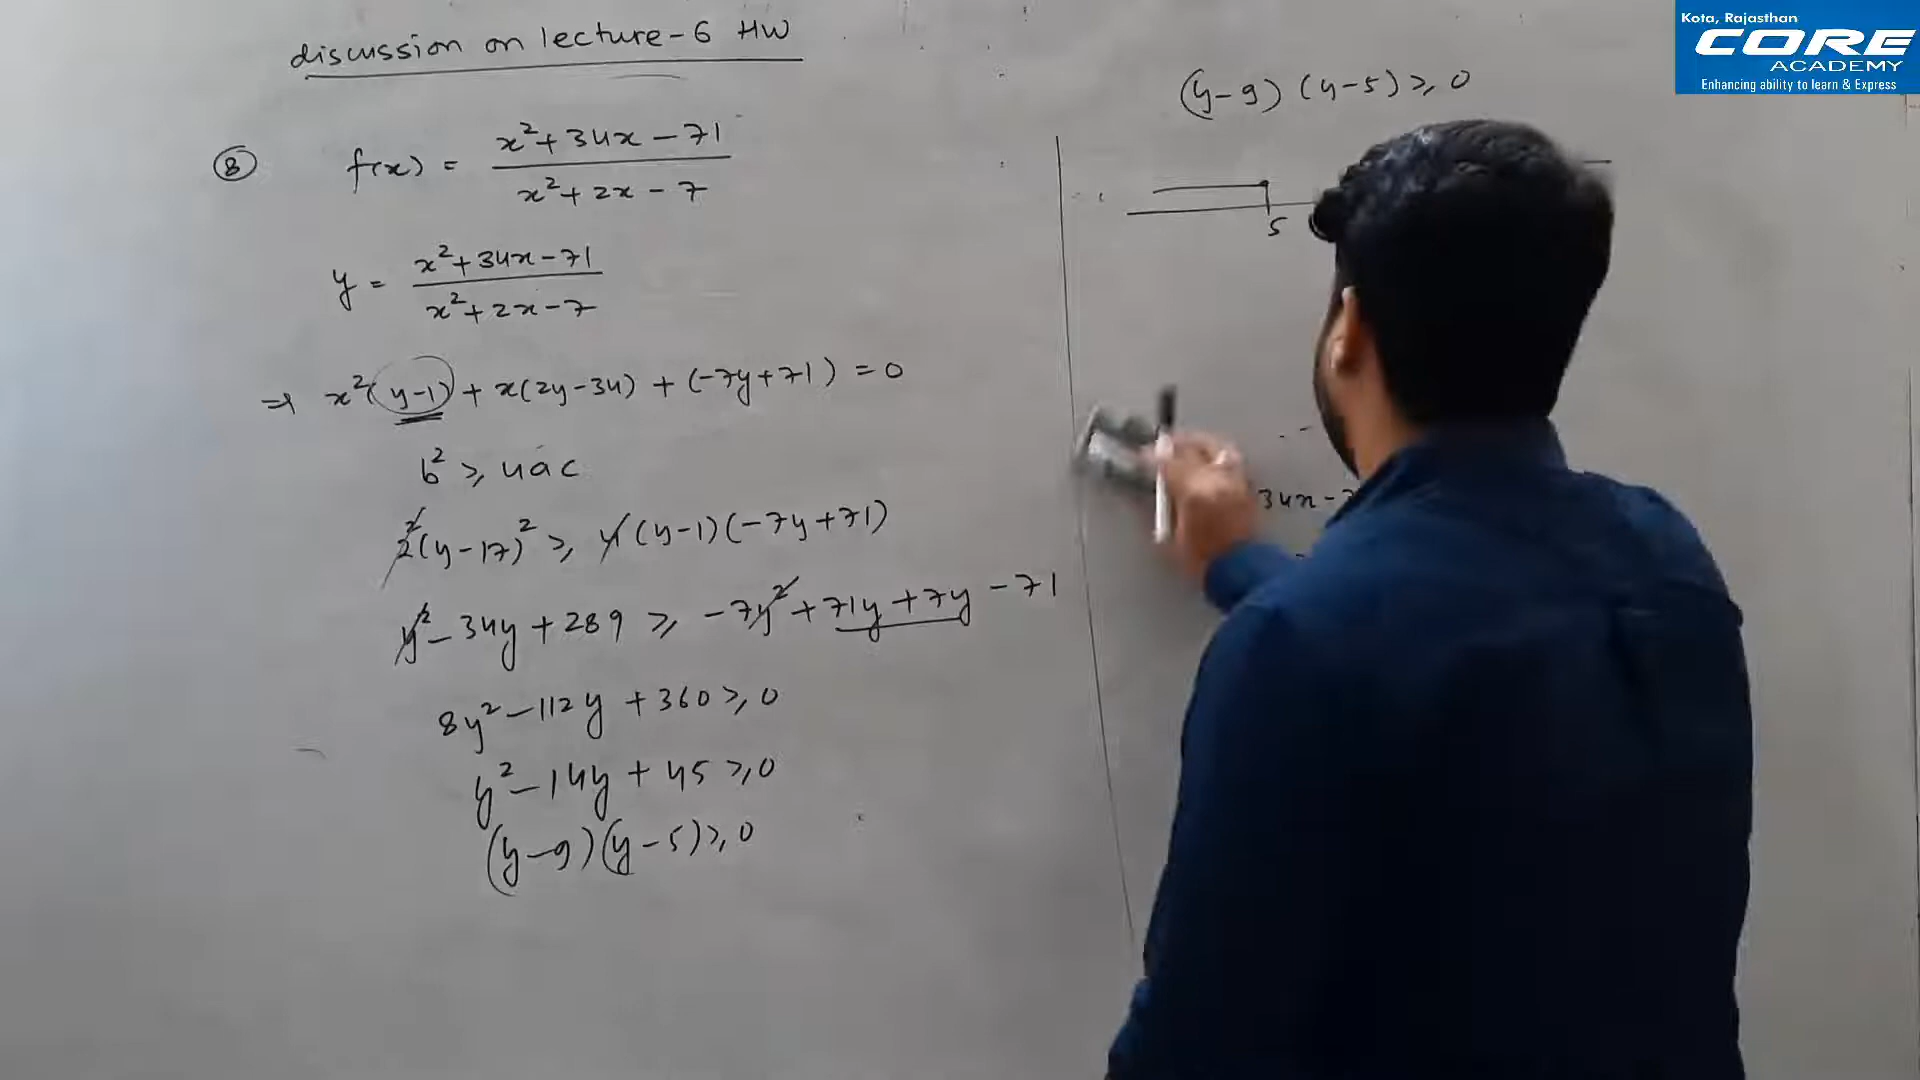 discussion on lecture-6 HW
(8) f(x) = (x²+34x-71)/(x²+2x-7)
y = (x²+34x-71)/(x²+2x-7)
⇒ x²(y-1) + x(2y-34) + (-7y+71) = 0
b² ≥ 4ac
2²(y-17)² ≥ 4(y-1)(-7y+71)
y²-34y+289 ≥ -7y²+71y+7y-71
8y²-112y+360 ≥ 0
y²-14y+45 ≥ 0
(y-9)(y-5) ≥ 0
(y-9)(y-5) ≥ 0
5
34x-
Kota, Rajasthan
CORE
ACADEMY
Enhancing ability to learn & Express